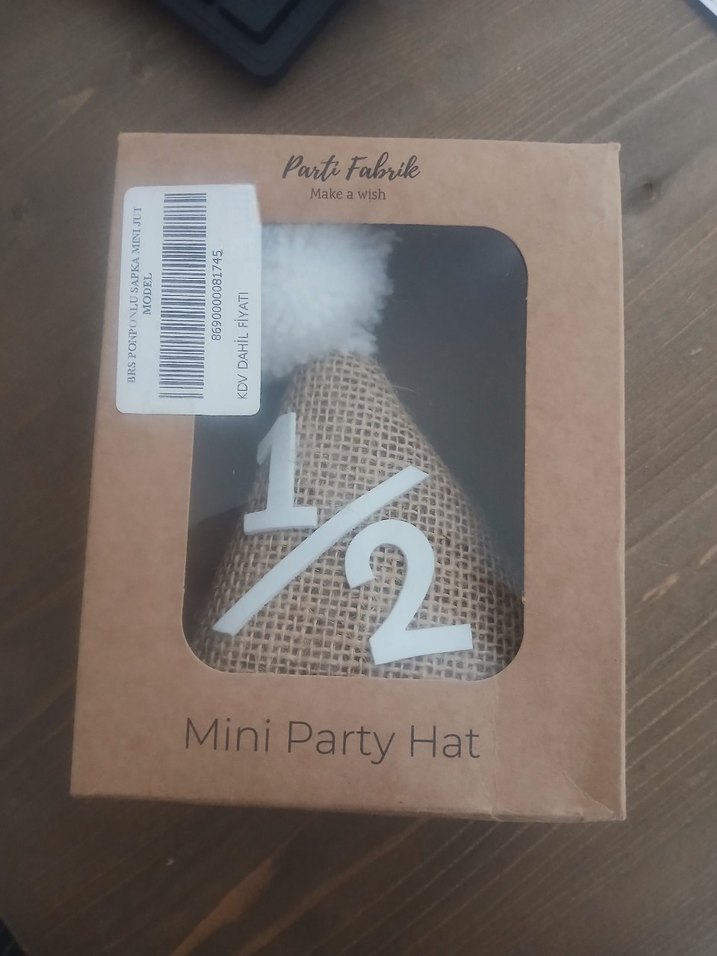 Parti Fabrik
Make a wish
BRS PONPONLU SAPKA MINI JUT
MODEL
8690000081745
KDV DAHİL FİYATI
1/2
Mini Party Hat